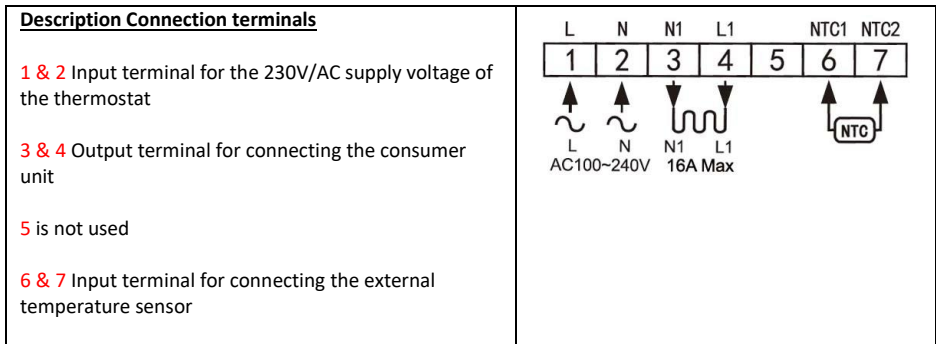 Description Connection terminals
1 & 2 Input terminal for the 230V/AC supply voltage of
the thermostat
3 & 4 Output terminal for connecting the consumer
unit
5 is not used
6 & 7 Input terminal for connecting the external
temperature sensor
L N N1 L1 NTC1 NTC2
1 2 3 4 5 6 7
NTC
L N N1 L1
AC100~240V 16A Max